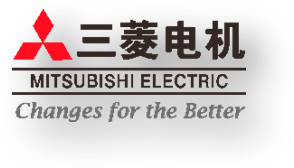 三菱电机
MITSUBISHI ELECTRIC
Changes for the Better